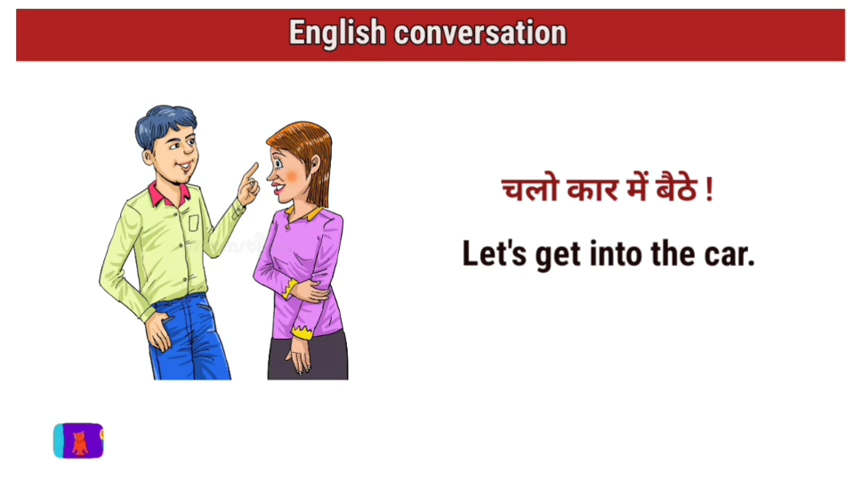 English conversation
चलो कार में बैठे !
Let's get into the car.